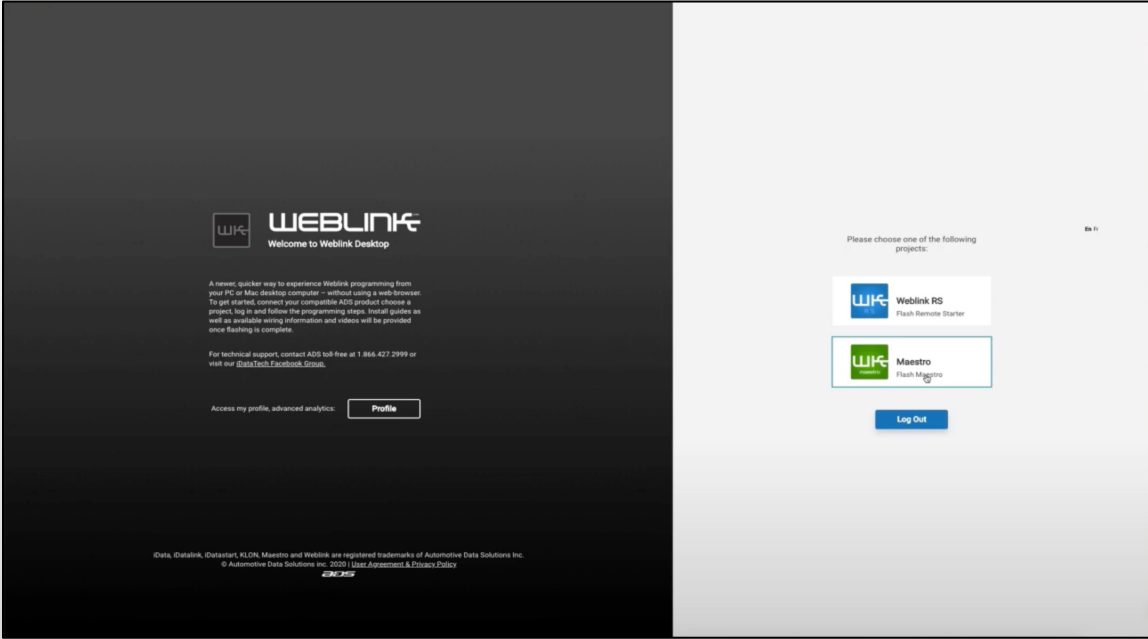 WEBLINK
Welcome to Weblink Desktop
A newer, quicker way to experience Weblink programming from
your PC or Mac desktop computer – without using a web-browser.
To get started, connect your compatible ADS product choose a
project, log in and follow the programming steps. Install guides as
well as available wiring information and videos will be provided
once flashing is complete.
For technical support, contact ADS toll-free at 1.866.427.2999 or
visit our iDataTech Facebook Group.
Access my profile, advanced analytics:
Profile
iData, iDatalink, iDatastart, KLON, Maestro and Weblink are registered trademarks of Automotive Data Solutions Inc.
© Automotive Data Solutions inc. 2020 | User Agreement & Privacy Policy
ADS
En Fr
Please choose one of the following
projects:
WK
RS
Weblink RS
Flash Remote Starter
WK
Maestro
Flash Maestro
Log Out